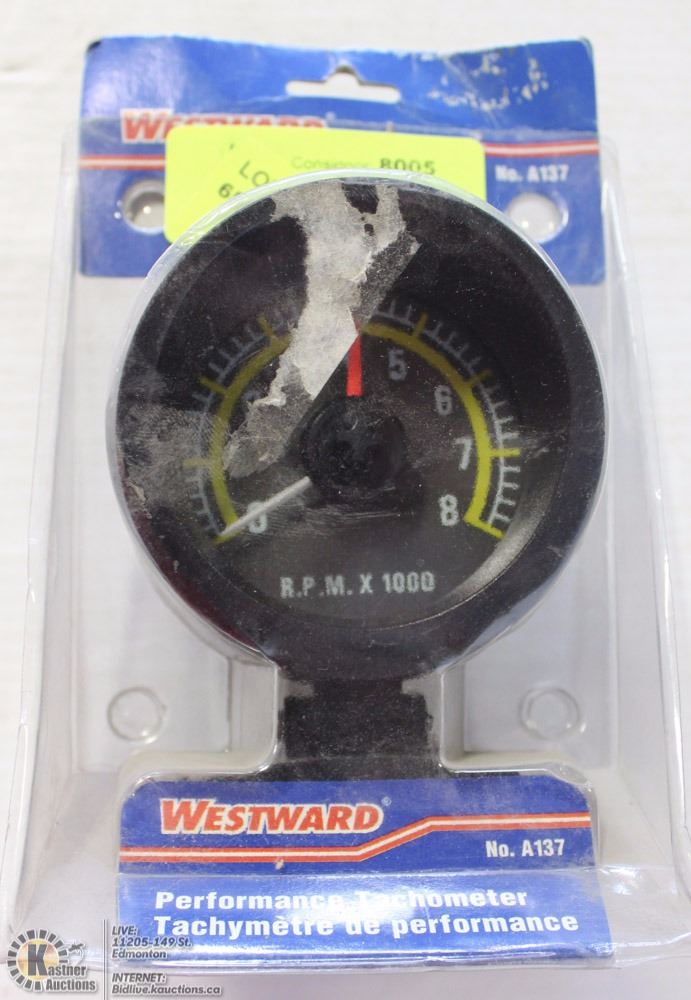 WESTWARD
Consignor 8005
LO
No. A137
5
6
7
8
0
R.P.M. X 1000
WESTWARD®
No. A137
Performance Tachometer
Tachymètre de performance
LIVE:
11205-149 St.
Edmonton
INTERNET:
Bidlive.kauctions.ca
K
Kastner
Auctions